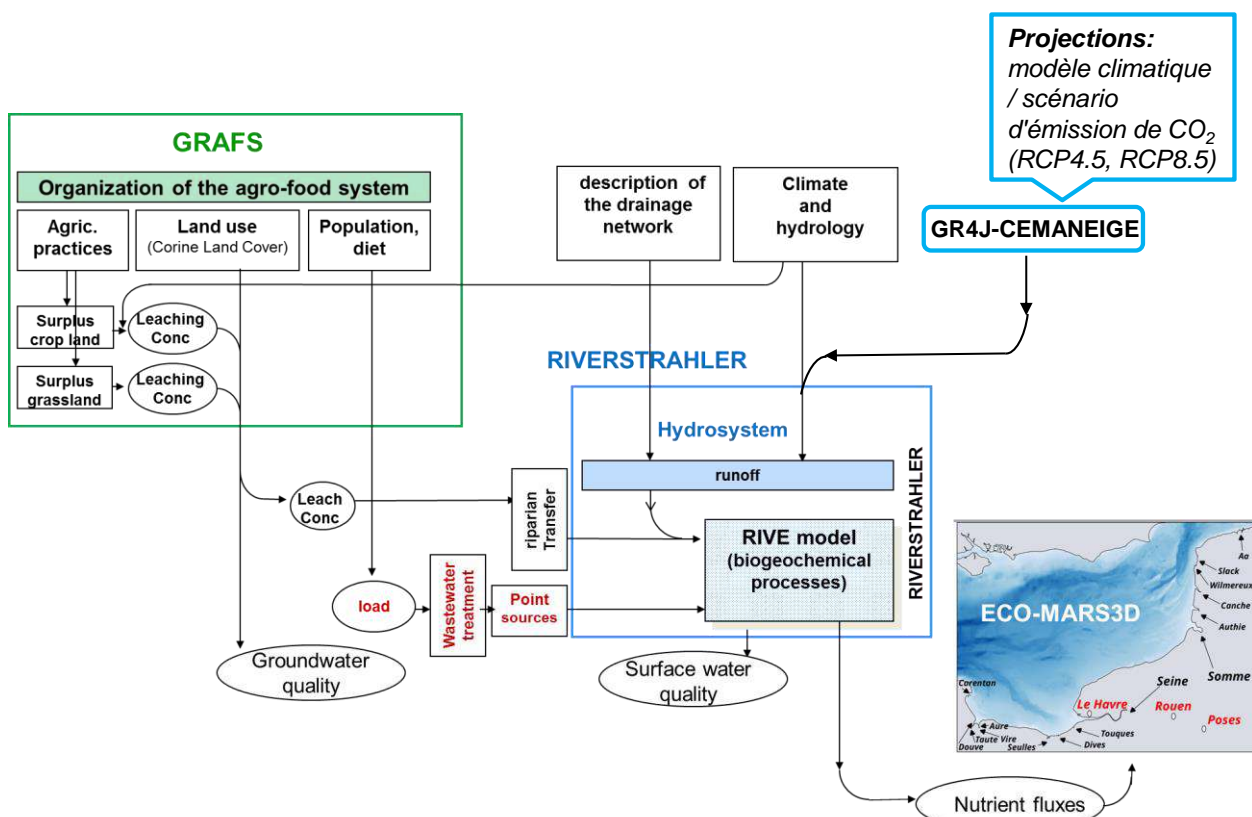 Projections:
modèle climatique
/ scénario
d'émission de CO2
(RCP4.5, RCP8.5)
GR4J-CEMANEIGE
GRAFS
Organization of the agro-food system
Agric.
practices
Land use
(Corine Land Cover)
Population,
diet
description of
the drainage
network
Climate
and
hydrology
Surplus
crop land
Leaching
Conc
Surplus
grassland
Leaching
Conc
RIVERSTRAHLER
Hydrosystem
runoff
RIVERSTRAHLER
Leach
Conc
riparian
Transfer
RIVE model
(biogeochemical
processes)
load
Wastewater
treatment
Point
sources
Groundwater
quality
Surface water
quality
Nutrient fluxes
ECO-MARS3D
Aa
Slack
Wilmereux
Canche
Authie
Somme
Seine
Le Havre
Rouen
Poses
Carentan
Aure
Taute Vire
Douve
Seulles
Dives
Touques